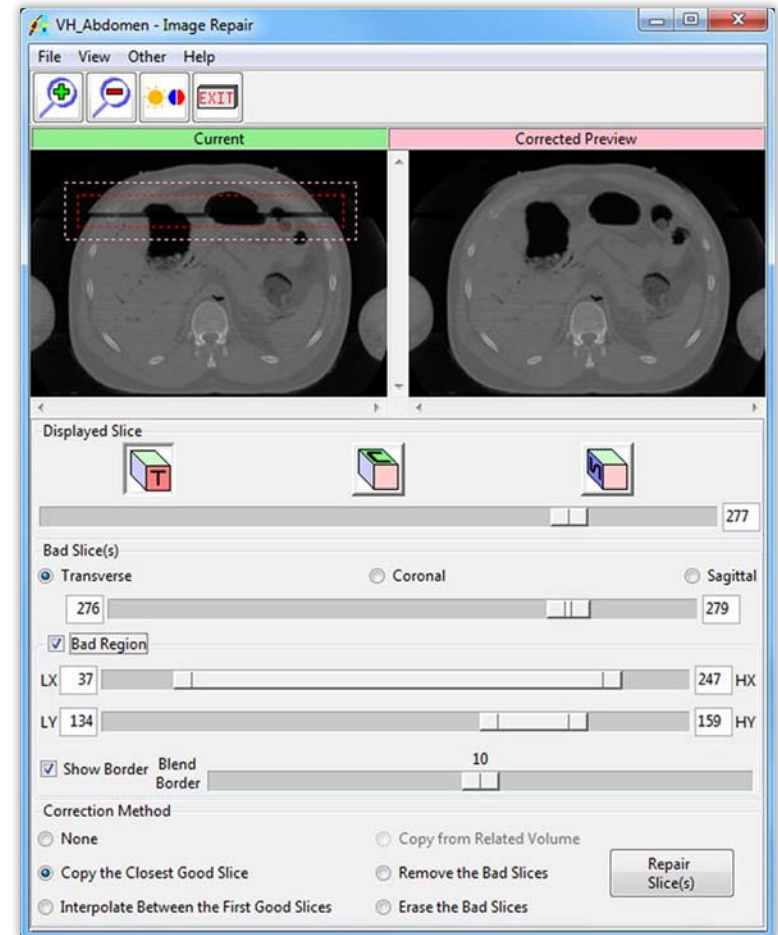 VH_Abdomen - Image Repair
File View Other Help
EXIT
Current Corrected Preview
Displayed Slice
T C S
277
Bad Slice(s)
Transverse Coronal Sagittal
276 279
Bad Region
LX 37 247 HX
LY 134 159 HY
Show Border Blend Border 10
Correction Method
None Copy from Related Volume
Copy the Closest Good Slice Remove the Bad Slices Repair Slice(s)
Interpolate Between the First Good Slices Erase the Bad Slices